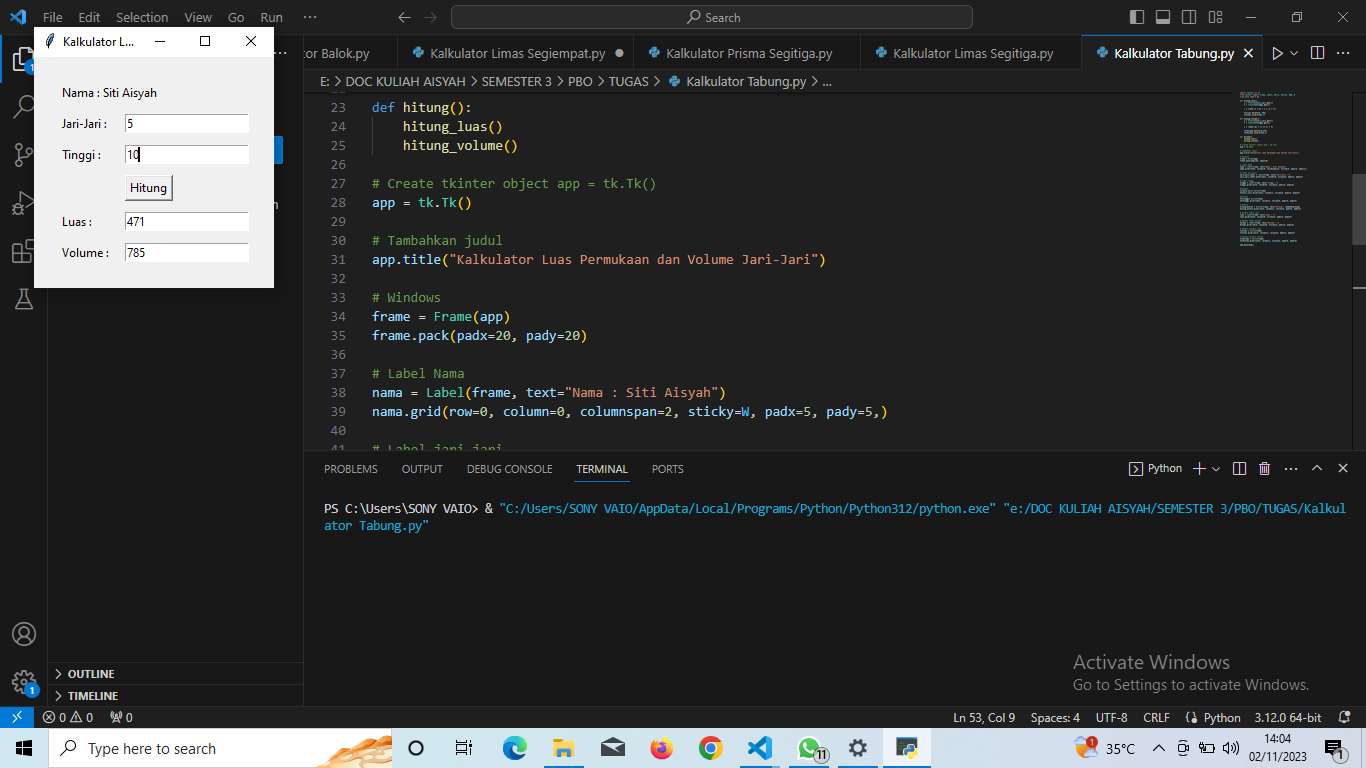 File Edit Selection View Go Run ··· Search
Kalkulator L...
Nama : Siti Aisyah
Jari-Jari : 5
Tinggi : 10
Hitung
Luas : 471
Volume : 785
or Balok.py Kalkulator Limas Segiempat.py Kalkulator Prisma Segitiga.py Kalkulator Limas Segitiga.py Kalkulator Tabung.py
E: > DOC KULIAH AISYAH > SEMESTER 3 > PBO > TUGAS > Kalkulator Tabung.py > ...
23 def hitung():
24 hitung_luas()
25 hitung_volume()
26
27 # Create tkinter object app = tk.Tk()
28 app = tk.Tk()
29
30 # Tambahkan judul
31 app.title("Kalkulator Luas Permukaan dan Volume Jari-Jari")
32
33 # Windows
34 frame = Frame(app)
35 frame.pack(padx=20, pady=20)
36
37 # Label Nama
38 nama = Label(frame, text="Nama : Siti Aisyah")
39 nama.grid(row=0, column=0, columnspan=2, sticky=W, padx=5, pady=5,)
40
41 # Label jari jari
PROBLEMS OUTPUT DEBUG CONSOLE TERMINAL PORTS
Python
PS C:\Users\SONY VAIO> & "C:/Users/SONY VAIO/AppData/Local/Programs/Python/Python312/python.exe" "e:/DOC KULIAH AISYAH/SEMESTER 3/PBO/TUGAS/Kalkul
ator Tabung.py"
OUTLINE
TIMELINE
Activate Windows
Go to Settings to activate Windows.
0 0 0 Ln 53, Col 9 Spaces: 4 UTF-8 CRLF Python 3.12.0 64-bit
Type here to search 11 1 35°C 14:04
02/11/2023 1